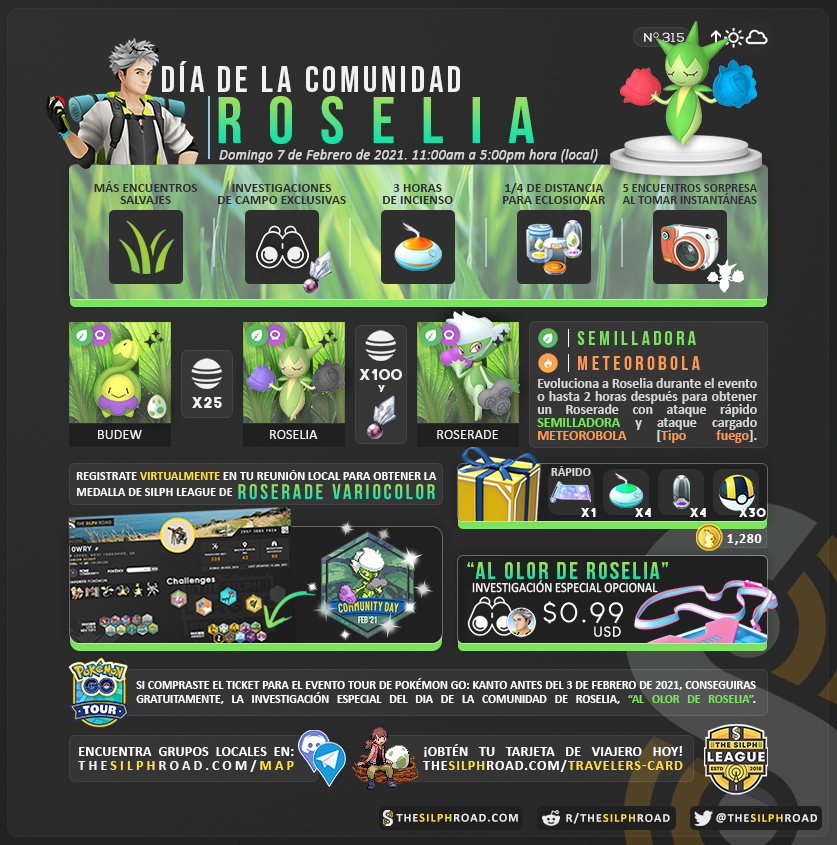 Nº 315
DÍA DE LA COMUNIDAD
ROSELIA
Domingo 7 de Febrero de 2021. 11:00am a 5:00pm hora (local)
MÁS ENCUENTROS
SALVAJES
INVESTIGACIONES
DE CAMPO EXCLUSIVAS
3 HORAS
DE INCIENSO
1/4 DE DISTANCIA
PARA ECLOSIONAR
5 ENCUENTROS SORPRESA
AL TOMAR INSTANTÁNEAS
BUDEW
X25
ROSELIA
X100
y
ROSERADE
SEMILLADORA
METEOROBOLA
Evoluciona a Roselia durante el evento
o hasta 2 horas después para obtener
un Roserade con ataque rápido
SEMILLADORA y ataque cargado
METEOROBOLA [Tipo fuego].
REGISTRATE VIRTUALMENTE EN TU REUNIÓN LOCAL PARA OBTENER LA
MEDALLA DE SILPH LEAGUE DE ROSERADE VARIOCOLOR
THE SILPH ROAD
OWRY
Challenges
COMMUNITY DAY
FEB '21
RÁPIDO
X1
X4
X4
X30
1,280
“AL OLOR DE ROSELIA”
INVESTIGACIÓN ESPECIAL OPCIONAL
$0.99
USD
Pokémon
GO
TOUR
SI COMPRASTE EL TICKET PARA EL EVENTO TOUR DE POKÉMON GO: KANTO ANTES DEL 3 DE FEBRERO DE 2021, CONSEGUIRAS
GRATUITAMENTE, LA INVESTIGACIÓN ESPECIAL DEL DIA DE LA COMUNIDAD DE ROSELIA, “AL OLOR DE ROSELIA”.
ENCUENTRA GRUPOS LOCALES EN:
THESILPHROAD.COM/MAP
¡OBTÉN TU TARJETA DE VIAJERO HOY!
THESILPHROAD.COM/TRAVELERS-CARD
THE SILPH
LEAGUE
ESTD 2018
THESILPHROAD.COM
R/THESILPHROAD
@THESILPHROAD